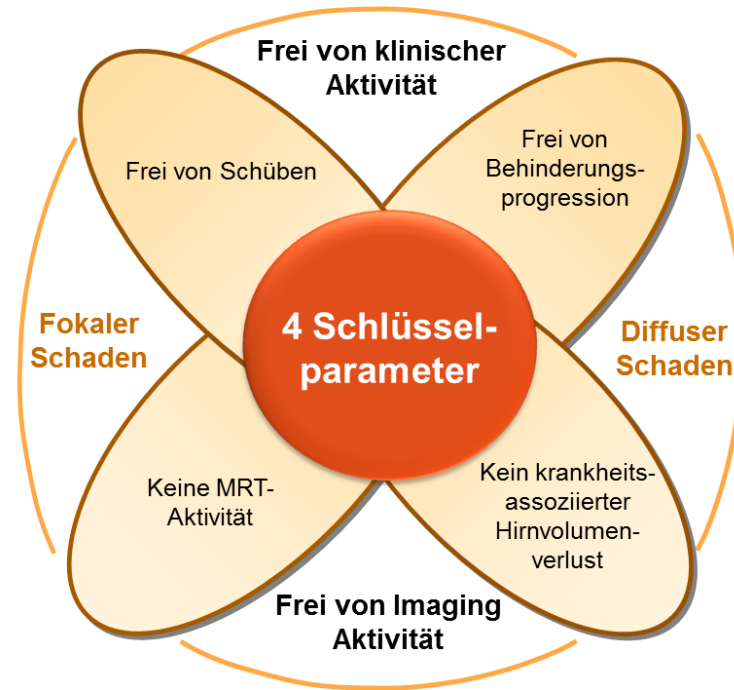 Frei von klinischer
Aktivität
Frei von Schüben
Frei von
Behinderungs-
progression
Fokaler
Schaden
4 Schlüssel-
parameter
Diffuser
Schaden
Keine MRT-
Aktivität
Kein krankheits-
assoziierter
Hirnvolumen-
verlust
Frei von Imaging
Aktivität